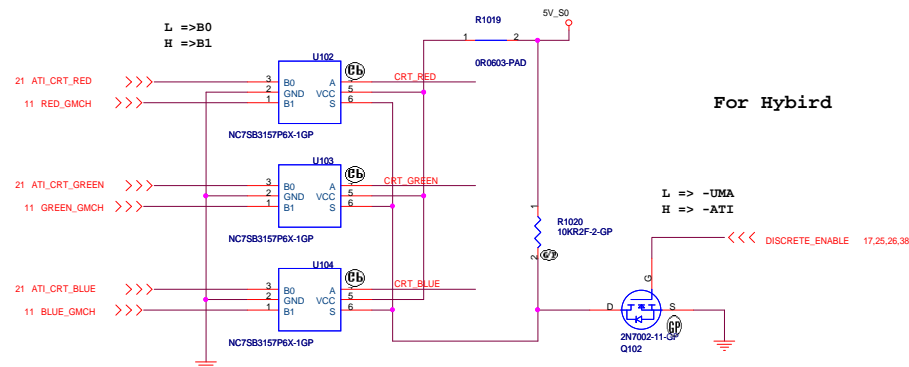 L =>B0
H =>B1
R1019
5V_S0
1 2
0R0603-PAD
For Hybird
U102
21 ATI_CRT_RED 3 B0 A 4 CRT_RED
2 GND VCC 5
11 RED_GMCH 1 B1 S 6
NC7SB3157P6X-1GP
U103
21 ATI_CRT_GREEN 3 B0 A 4 CRT_GREEN
2 GND VCC 5
11 GREEN_GMCH 1 B1 S 6
NC7SB3157P6X-1GP
L => -UMA
H => -ATI
1
R1020
10KR2F-2-GP
2
GP
DISCRETE_ENABLE 17,25,26,38
U104
21 ATI_CRT_BLUE 3 B0 A 4 CRT_BLUE
2 GND VCC 5
11 BLUE_GMCH 1 B1 S 6
NC7SB3157P6X-1GP
G
D S
GP
2N7002-11-GP
Q102